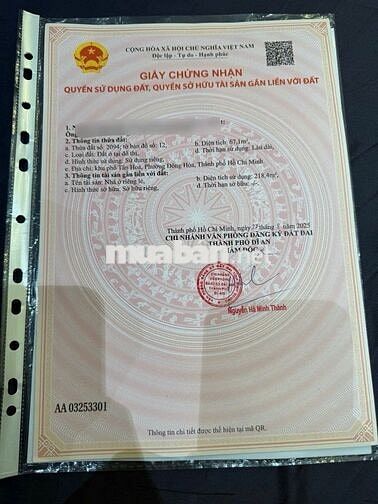 CỘNG HÒA XÃ HỘI CHỦ NGHĨA VIỆT NAM
Độc lập - Tự do - Hạnh phúc
GIẤY CHỨNG NHẬN
QUYỀN SỬ DỤNG ĐẤT, QUYỀN SỞ HỮU TÀI SẢN GẮN LIỀN VỚI ĐẤT
Ông
2. Thông tin thửa đất:
a. Thửa đất số: 2094; tờ bản đồ số: 12, b. Diện tích: 67,1m²,
c. Loại đất: Đất ở tại đô thị, d. Thời hạn sử dụng: Lâu dài,
đ. Hình thức sử dụng: Sử dụng riêng,
e. Địa chỉ: khu phố Tân Hoà, Phường Đông Hòa, Thành phố Hồ Chí Minh.
3. Thông tin tài sản gắn liền với đất:
a. Tên tài sản: Nhà ở riêng lẻ, b. Diện tích sử dụng: 218,4m²,
c. Hình thức sở hữu: Sở hữu riêng, d. Thời hạn sở hữu: -/-.
Thành phố Hồ Chí Minh, ngày tháng năm 2025
CHI NHÁNH VĂN PHÒNG ĐĂNG KÝ ĐẤT ĐAI
THÀNH PHỐ DĨ AN
GIÁM ĐỐC
muaban
Nguyễn Hà Minh Thành
AA 03253301
Thông tin chi tiết được thể hiện tại mã QR.